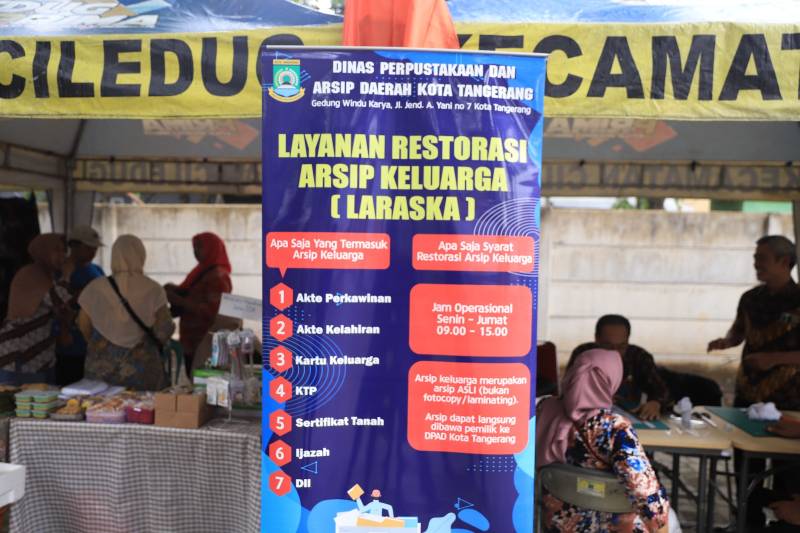 CILEDUG KECAMAT
DINAS PERPUSTAKAAN DAN
ARSIP DAERAH KOTA TANGERANG
Gedung Windu Karya, Jl. Jend. A. Yani no 7 Kota Tangerang
LAYANAN RESTORASI
ARSIP KELUARGA
( LARASKA )
Apa Saja Yang Termasuk
Arsip Keluarga
1 Akte Perkawinan
2 Akte Kelahiran
3 Kartu Keluarga
4 KTP
5 Sertifikat Tanah
6 Ijazah
7 Dll
Apa Saja Syarat
Restorasi Arsip Keluarga
Jam Operasional
Senin - Jumat
09.00 - 15.00
Arsip keluarga merupakan
arsip ASLI (bukan
fotocopy/laminating).
Arsip dapat langsung
dibawa pemilik ke
DPAD Kota Tangerang